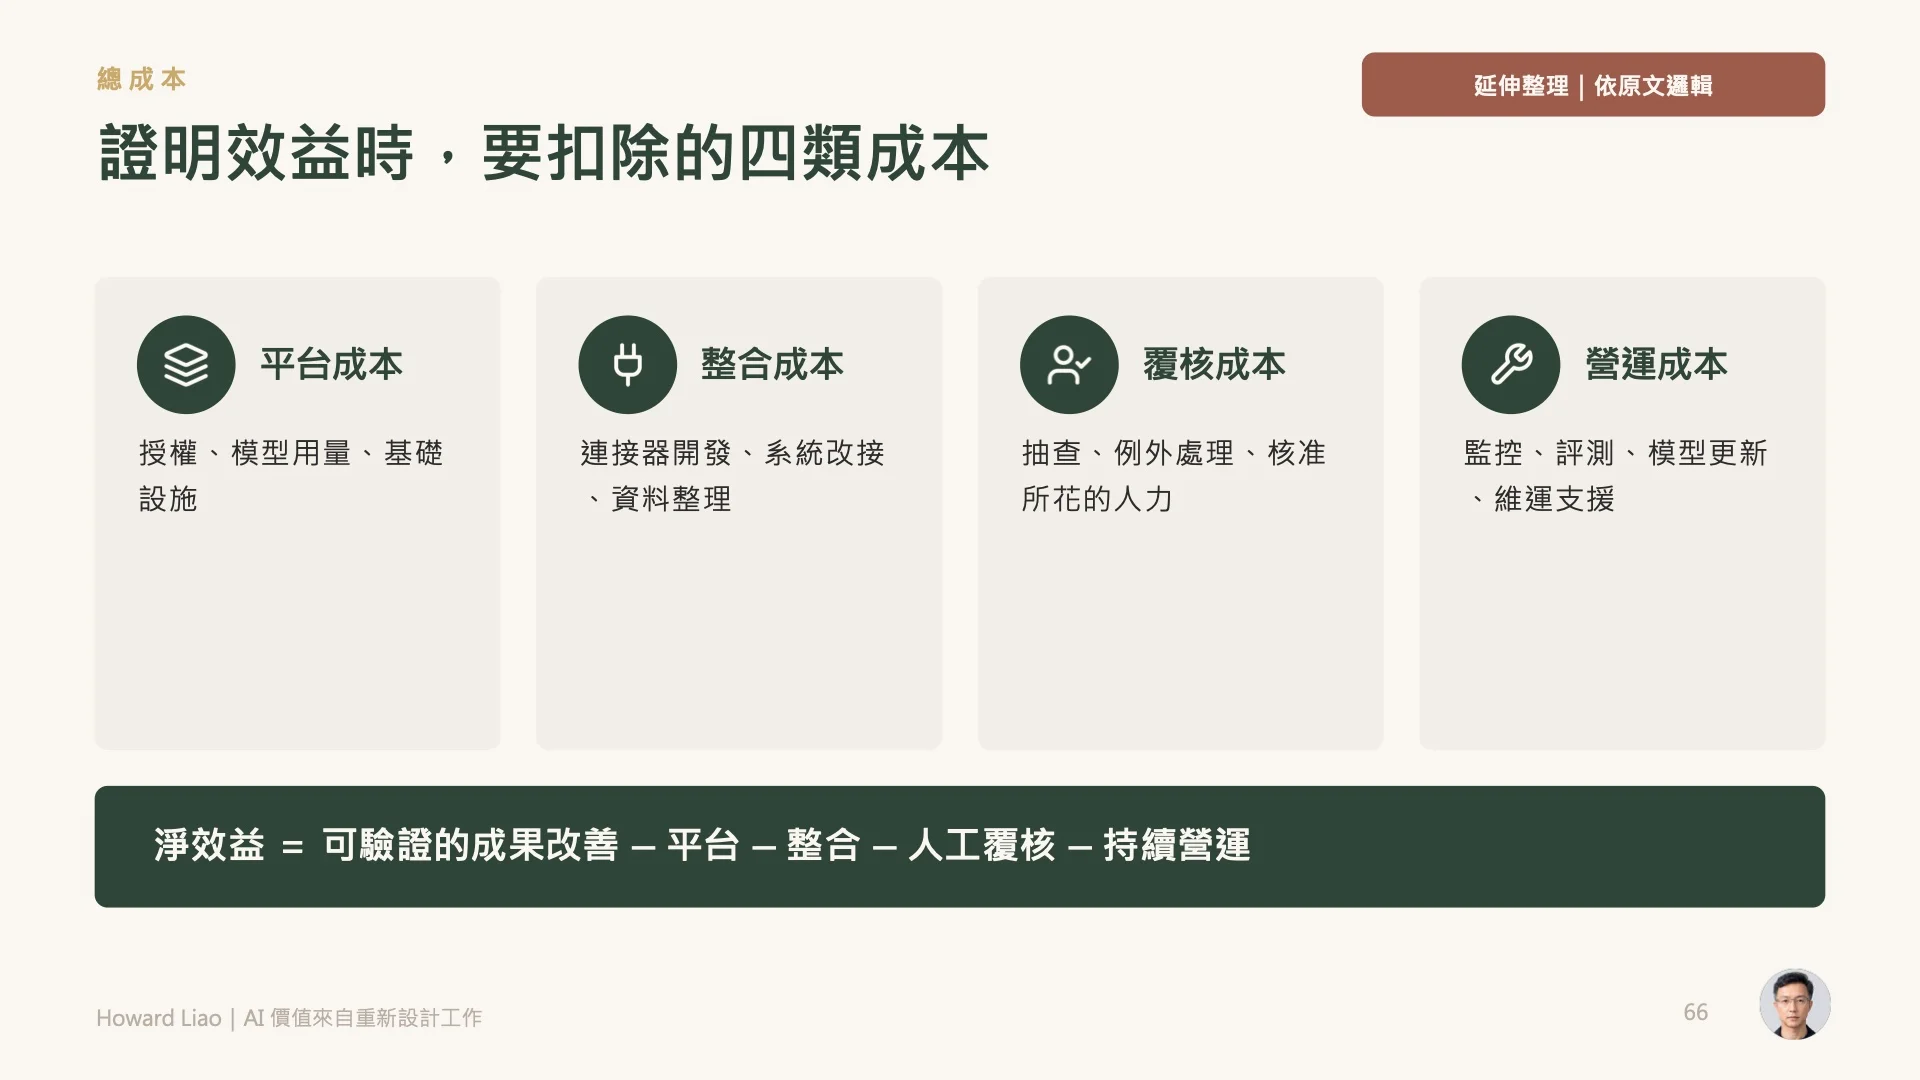 總成本
延伸整理｜依原文邏輯
證明效益時，要扣除的四類成本
平台成本
授權、模型用量、基礎
設施
整合成本
連接器開發、系統改接
、資料整理
覆核成本
抽查、例外處理、核准
所花的人力
營運成本
監控、評測、模型更新
、維運支援
淨效益 = 可驗證的成果改善 – 平台 – 整合 – 人工覆核 – 持續營運
Howard Liao｜AI 價值來自重新設計工作
66